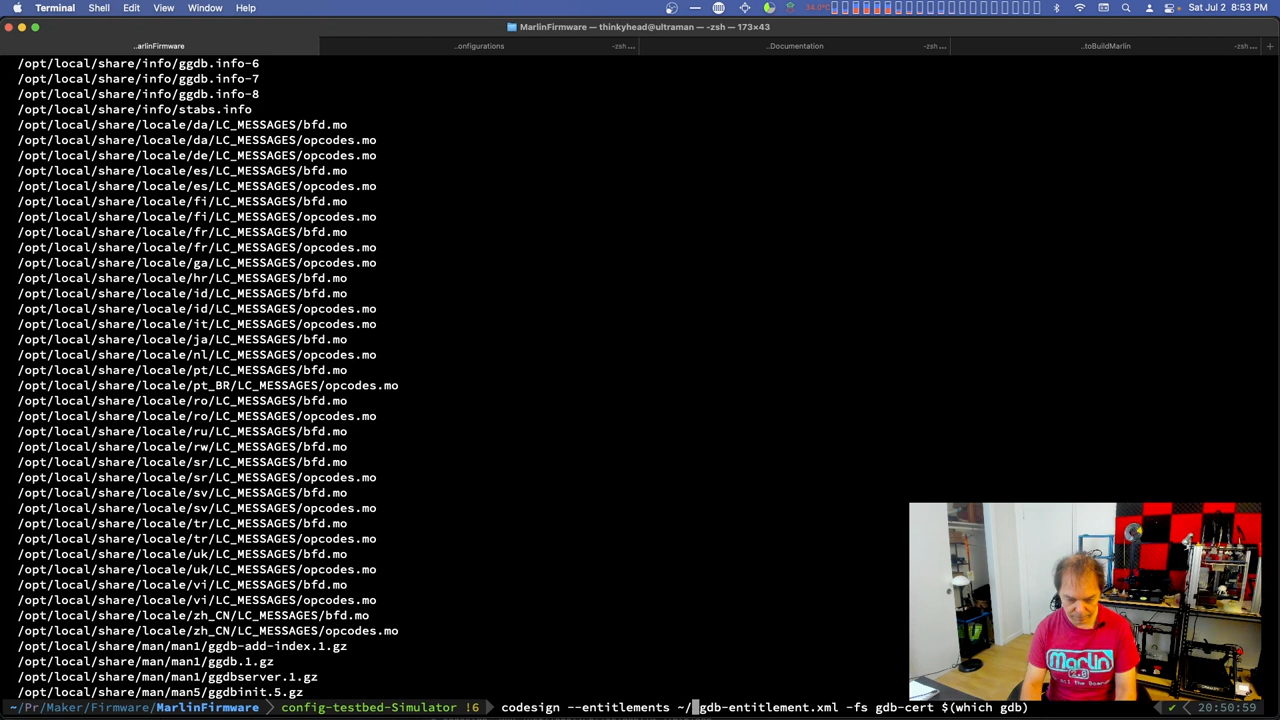 Terminal Shell Edit View Window Help 34.0°C Sat Jul 2 8:53 PM
MarlinFirmware — thinkyhead@ultraman — -zsh — 173×43
..arlinFirmware ..onfigurations -zsh... ..Documentation -zsh... ..toBuildMarlin -zsh... +
/opt/local/share/info/ggdb.info-6
/opt/local/share/info/ggdb.info-7
/opt/local/share/info/ggdb.info-8
/opt/local/share/info/stabs.info
/opt/local/share/locale/da/LC_MESSAGES/bfd.mo
/opt/local/share/locale/da/LC_MESSAGES/opcodes.mo
/opt/local/share/locale/de/LC_MESSAGES/opcodes.mo
/opt/local/share/locale/es/LC_MESSAGES/bfd.mo
/opt/local/share/locale/es/LC_MESSAGES/opcodes.mo
/opt/local/share/locale/fi/LC_MESSAGES/bfd.mo
/opt/local/share/locale/fi/LC_MESSAGES/opcodes.mo
/opt/local/share/locale/fr/LC_MESSAGES/bfd.mo
/opt/local/share/locale/fr/LC_MESSAGES/opcodes.mo
/opt/local/share/locale/ga/LC_MESSAGES/opcodes.mo
/opt/local/share/locale/hr/LC_MESSAGES/bfd.mo
/opt/local/share/locale/id/LC_MESSAGES/bfd.mo
/opt/local/share/locale/id/LC_MESSAGES/opcodes.mo
/opt/local/share/locale/it/LC_MESSAGES/opcodes.mo
/opt/local/share/locale/ja/LC_MESSAGES/bfd.mo
/opt/local/share/locale/nl/LC_MESSAGES/opcodes.mo
/opt/local/share/locale/pt/LC_MESSAGES/bfd.mo
/opt/local/share/locale/pt_BR/LC_MESSAGES/opcodes.mo
/opt/local/share/locale/ro/LC_MESSAGES/bfd.mo
/opt/local/share/locale/ro/LC_MESSAGES/opcodes.mo
/opt/local/share/locale/ru/LC_MESSAGES/bfd.mo
/opt/local/share/locale/rw/LC_MESSAGES/bfd.mo
/opt/local/share/locale/sr/LC_MESSAGES/bfd.mo
/opt/local/share/locale/sr/LC_MESSAGES/opcodes.mo
/opt/local/share/locale/sv/LC_MESSAGES/bfd.mo
/opt/local/share/locale/sv/LC_MESSAGES/opcodes.mo
/opt/local/share/locale/tr/LC_MESSAGES/bfd.mo
/opt/local/share/locale/tr/LC_MESSAGES/opcodes.mo
/opt/local/share/locale/uk/LC_MESSAGES/bfd.mo
/opt/local/share/locale/uk/LC_MESSAGES/opcodes.mo
/opt/local/share/locale/vi/LC_MESSAGES/bfd.mo
/opt/local/share/locale/vi/LC_MESSAGES/opcodes.mo
/opt/local/share/locale/zh_CN/LC_MESSAGES/bfd.mo
/opt/local/share/locale/zh_CN/LC_MESSAGES/opcodes.mo
/opt/local/share/man/man1/ggdb-add-index.1.gz
/opt/local/share/man/man1/ggdb.1.gz
/opt/local/share/man/man1/ggdbserver.1.gz
/opt/local/share/man/man5/ggdbinit.5.gz
Marlin 2.0
~/Pr/Maker/Firmware/MarlinFirmware config-testbed-Simulator !6 codesign --entitlements ~/gdb-entitlement.xml -fs gdb-cert $(which gdb) ✔ 20:50:59